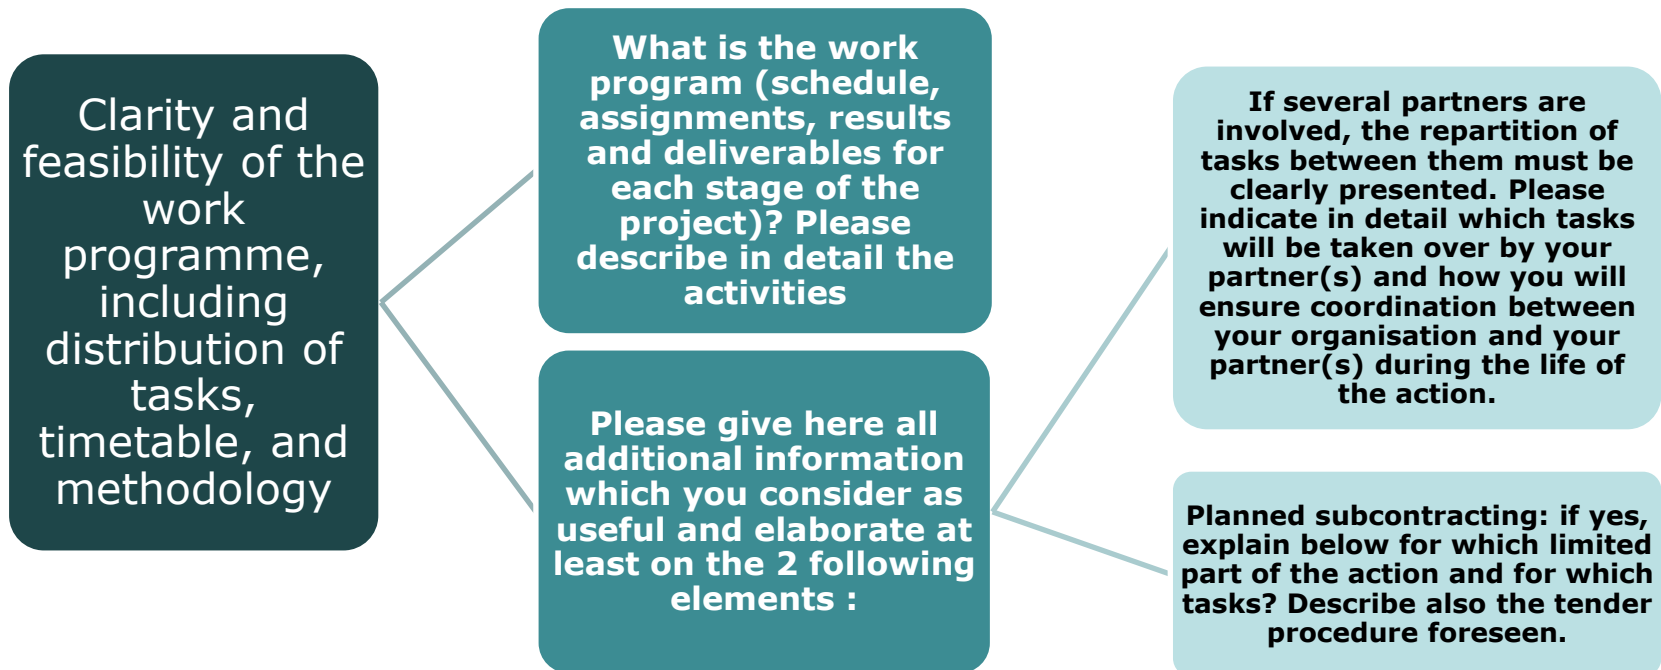 Clarity and
feasibility of the
work
programme,
including
distribution of
tasks,
timetable, and
methodology
What is the work
program (schedule,
assignments, results
and deliverables for
each stage of the
project)? Please
describe in detail the
activities
Please give here all
additional information
which you consider as
useful and elaborate at
least on the 2 following
elements :
If several partners are
involved, the repartition of
tasks between them must be
clearly presented. Please
indicate in detail which tasks
will be taken over by your
partner(s) and how you will
ensure coordination between
your organisation and your
partner(s) during the life of
the action.
Planned subcontracting: if yes,
explain below for which limited
part of the action and for which
tasks? Describe also the tender
procedure foreseen.